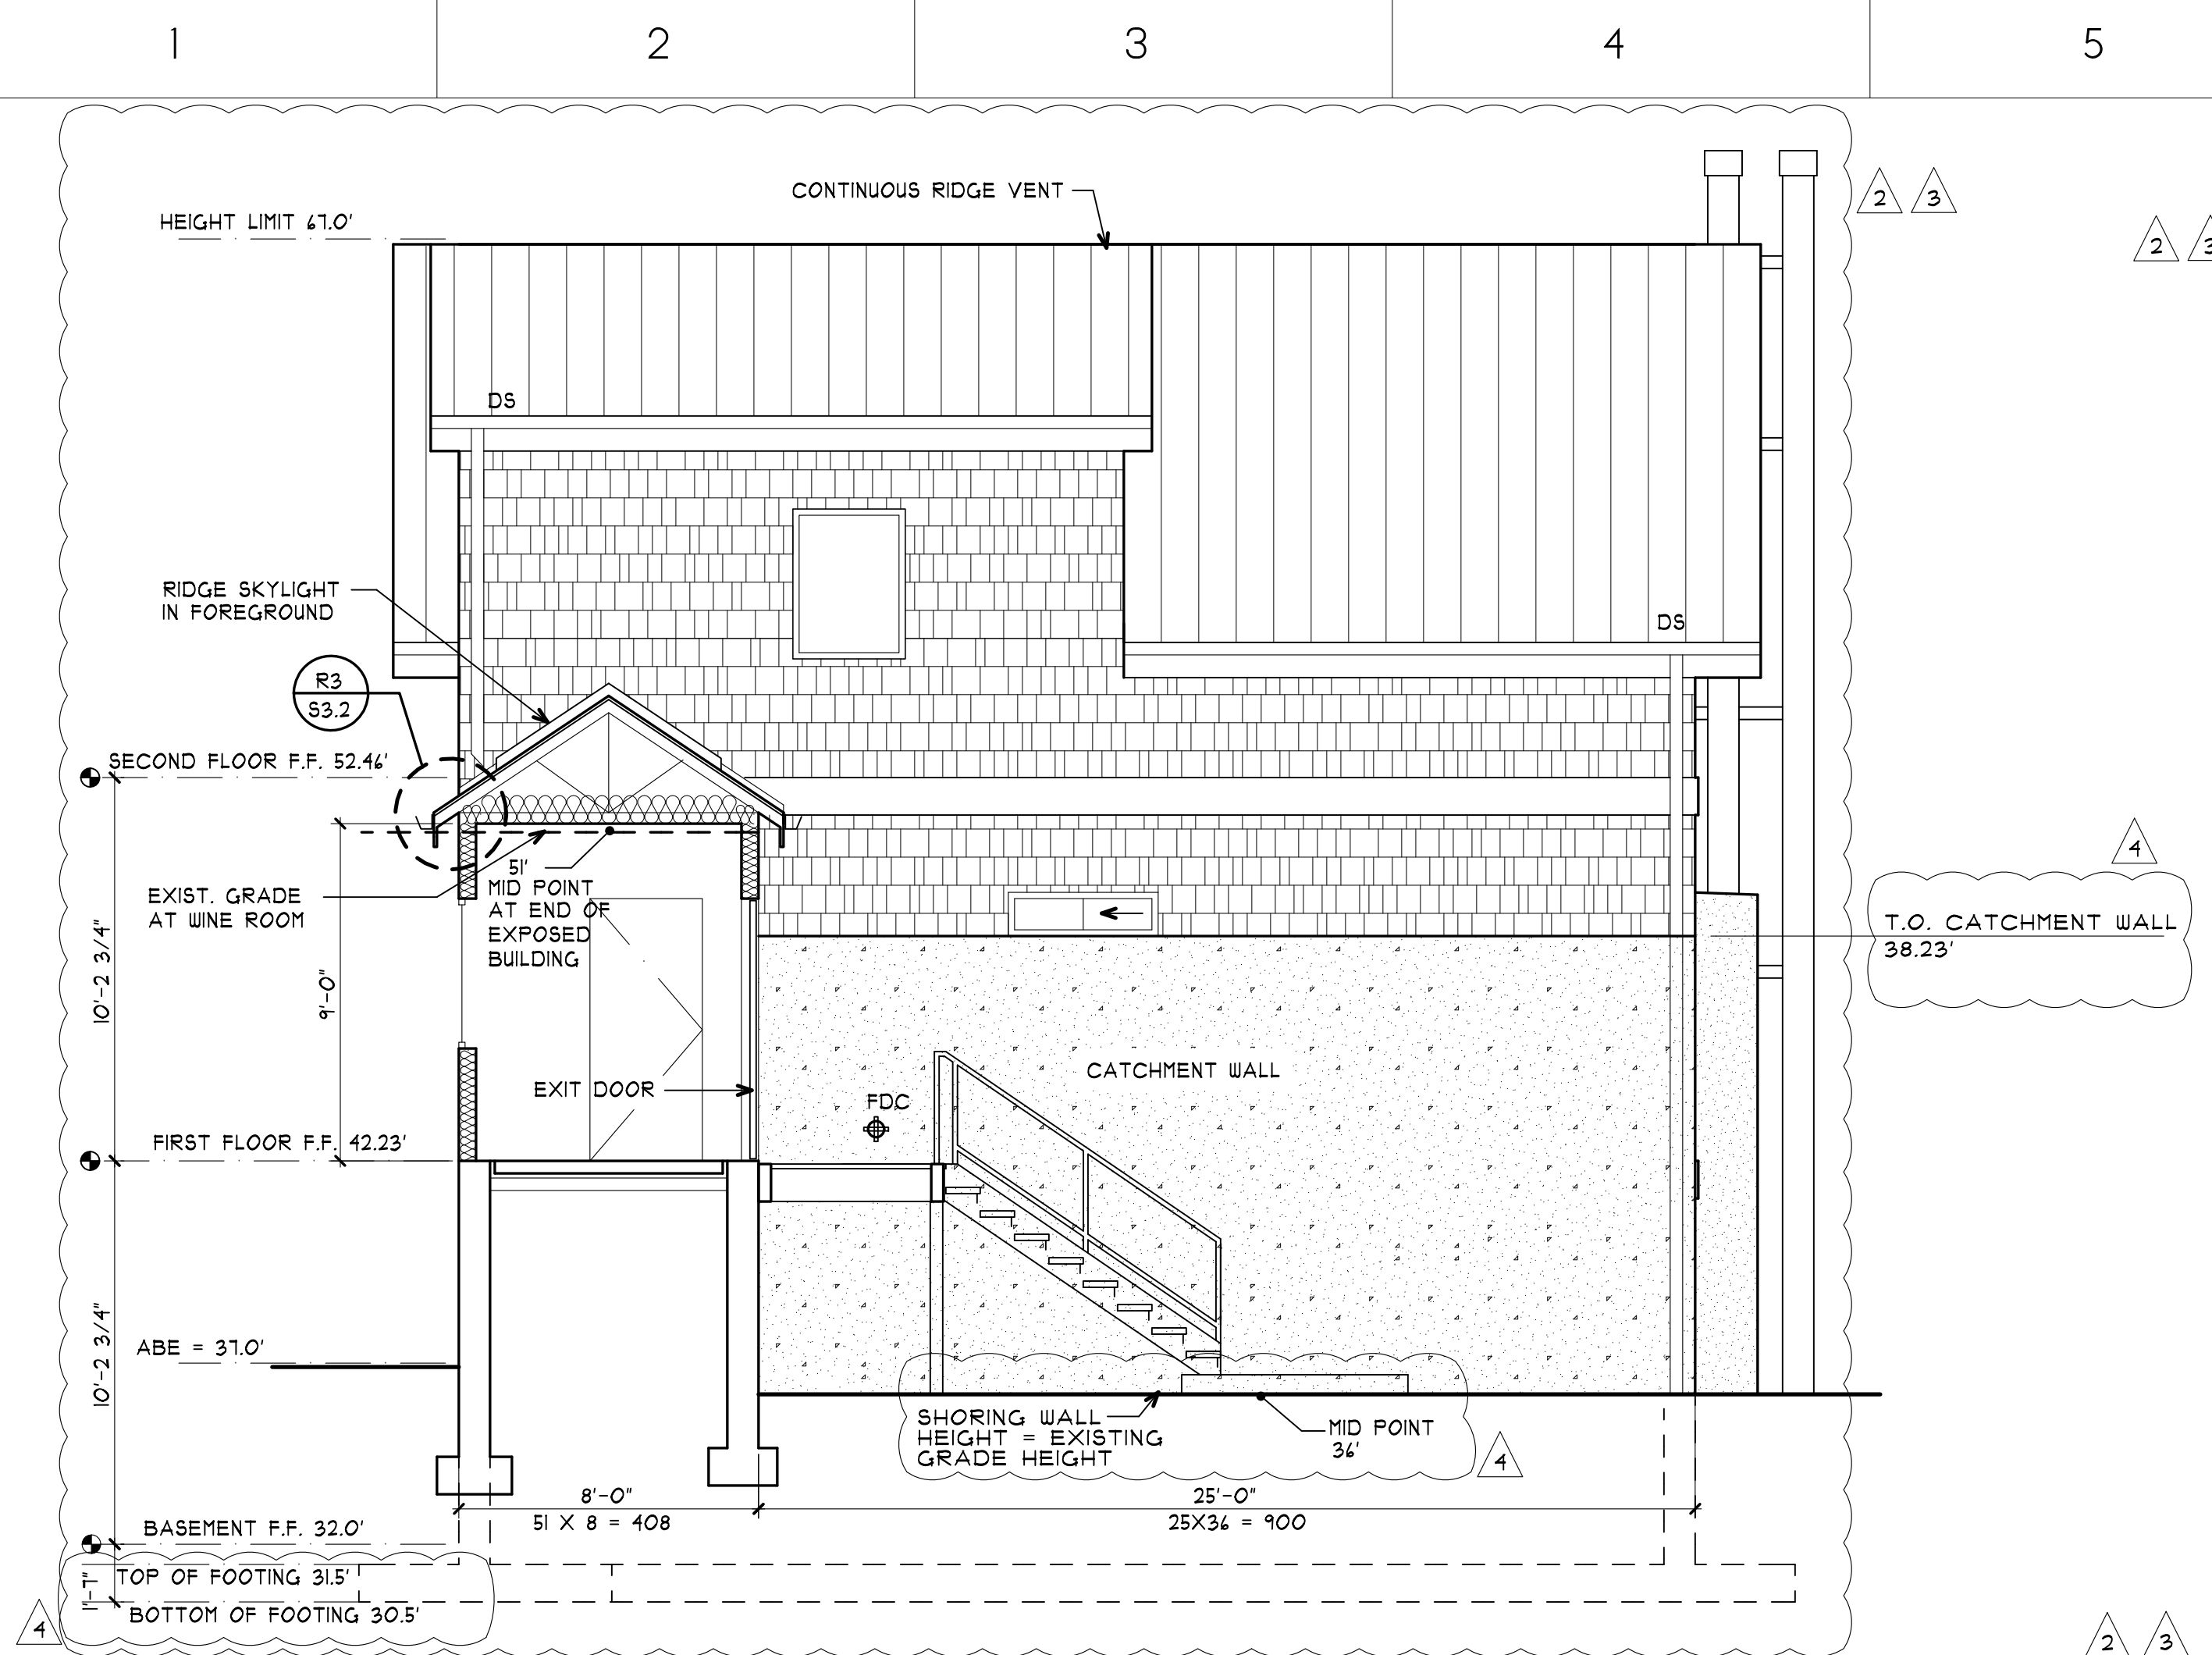 1
2
3
4
5
CONTINUOUS RIDGE VENT
2
3
HEIGHT LIMIT 67.0'
2
3
DS
RIDGE SKYLIGHT
IN FOREGROUND
DS
R3
S3.2
SECOND FLOOR F.F. 52.46'
4
51'
MID POINT
AT END OF
EXPOSED
BUILDING
EXIST. GRADE
AT WINE ROOM
T.O. CATCHMENT WALL
38.23'
10'-2 3/4"
9'-0"
CATCHMENT WALL
EXIT DOOR
FDC
FIRST FLOOR F.F. 42.23'
10'-2 3/4"
ABE = 37.0'
SHORING WALL
HEIGHT = EXISTING
GRADE HEIGHT
MID POINT
36'
4
8'-0"
51 X 8 = 408
25'-0"
25X36 = 900
BASEMENT F.F. 32.0'
1'-7"
TOP OF FOOTING 31.5'
BOTTOM OF FOOTING 30.5'
4
2
3